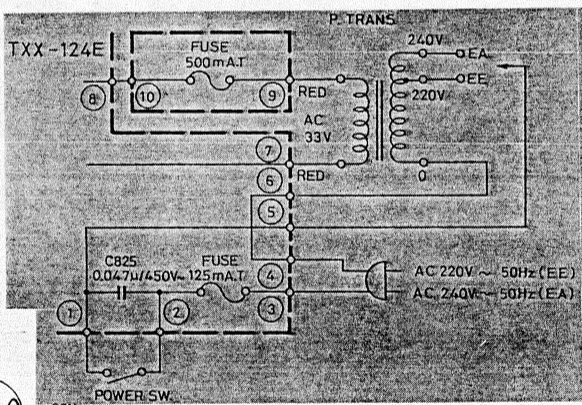 P. TRANS
TXX-124E
FUSE
500mA.T
240V
EA
EE
220V
8
10
9
RED
AC
33V
7
RED
6
0
5
C825
0.047μ/450V~
FUSE
125mA.T
4
AC 220V ~ 50Hz (EE)
AC 240V ~ 50Hz (EA)
1
2
3
POWER SW.